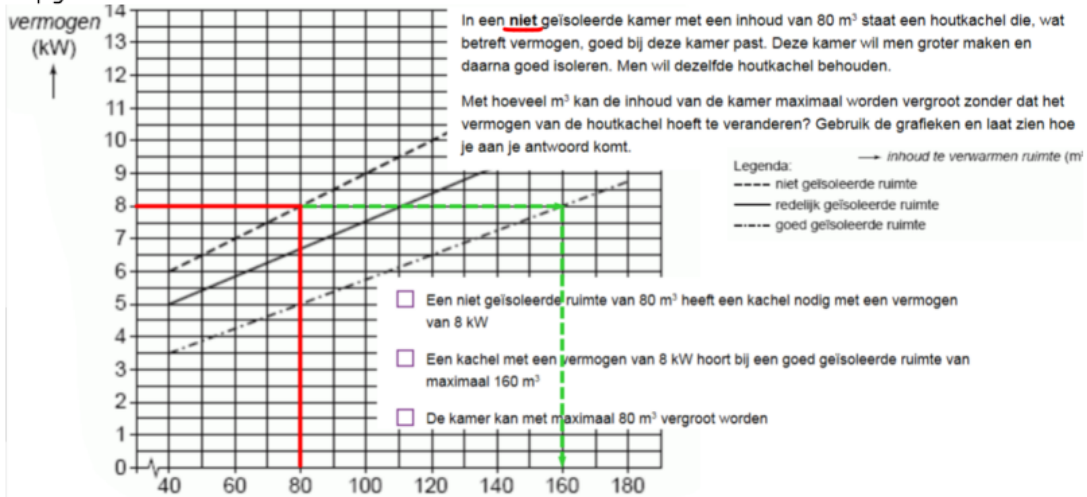 vermogen
(kW)
14
13
12
11
10
9
8
7
6
5
4
3
2
1
0
40 60 80 100 120 140 160 180
In een niet geïsoleerde kamer met een inhoud van 80 m³ staat een houtkachel die, wat
betreft vermogen, goed bij deze kamer past. Deze kamer wil men groter maken en
daarna goed isoleren. Men wil dezelfde houtkachel behouden.
Met hoeveel m³ kan de inhoud van de kamer maximaal worden vergroot zonder dat het
vermogen van de houtkachel hoeft te veranderen? Gebruik de grafieken en laat zien hoe
je aan je antwoord komt.
inhoud te verwarmen ruimte (m³
Legenda:
niet geïsoleerde ruimte
redelijk geïsoleerde ruimte
goed geïsoleerde ruimte
Een niet geïsoleerde ruimte van 80 m³ heeft een kachel nodig met een vermogen
van 8 kW
Een kachel met een vermogen van 8 kW hoort bij een goed geïsoleerde ruimte van
maximaal 160 m³
De kamer kan met maximaal 80 m³ vergroot worden